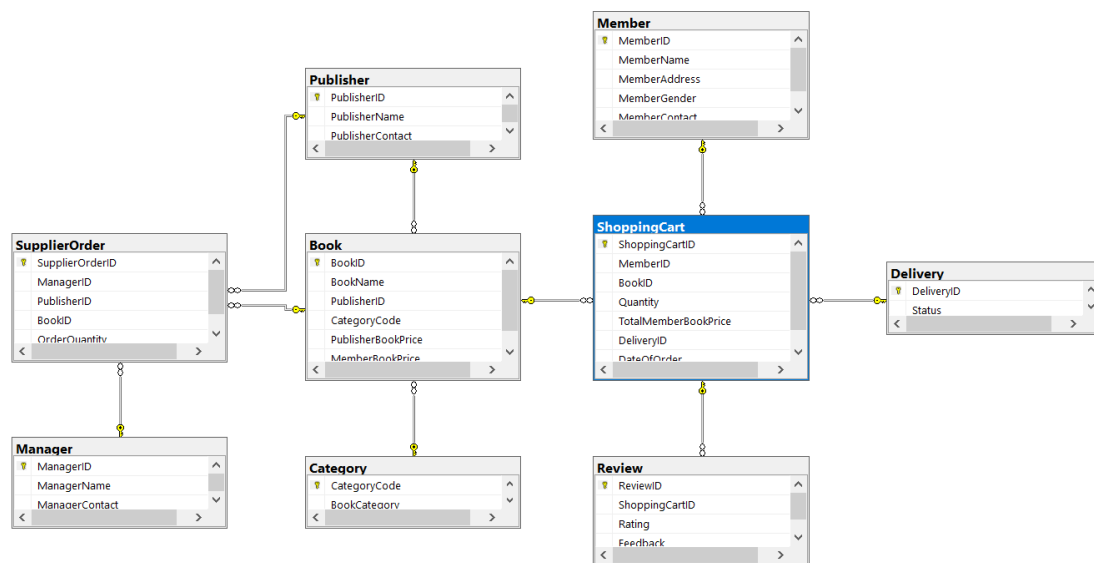 Member
MemberID
MemberName
MemberAddress
MemberGender
MemberContact
Publisher
PublisherID
PublisherName
PublisherContact
SupplierOrder
SupplierOrderID
ManagerID
PublisherID
BookID
OrderQuantity
Book
BookID
BookName
PublisherID
CategoryCode
PublisherBookPrice
MemberBookPrice
ShoppingCart
ShoppingCartID
MemberID
BookID
Quantity
TotalMemberBookPrice
DeliveryID
DateOfOrder
Delivery
DeliveryID
Status
Manager
ManagerID
ManagerName
ManagerContact
Category
CategoryCode
BookCategory
Review
ReviewID
ShoppingCartID
Rating
Feedback